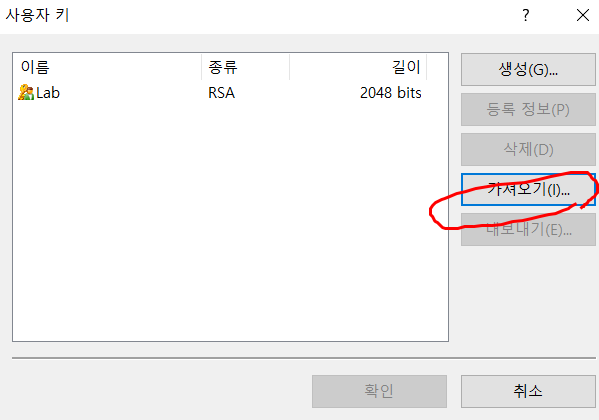 사용자 키
?
이름 종류 길이
Lab RSA 2048 bits
생성(G)...
등록 정보(P)
삭제(D)
가져오기(I)...
내보내기(E)...
확인 취소